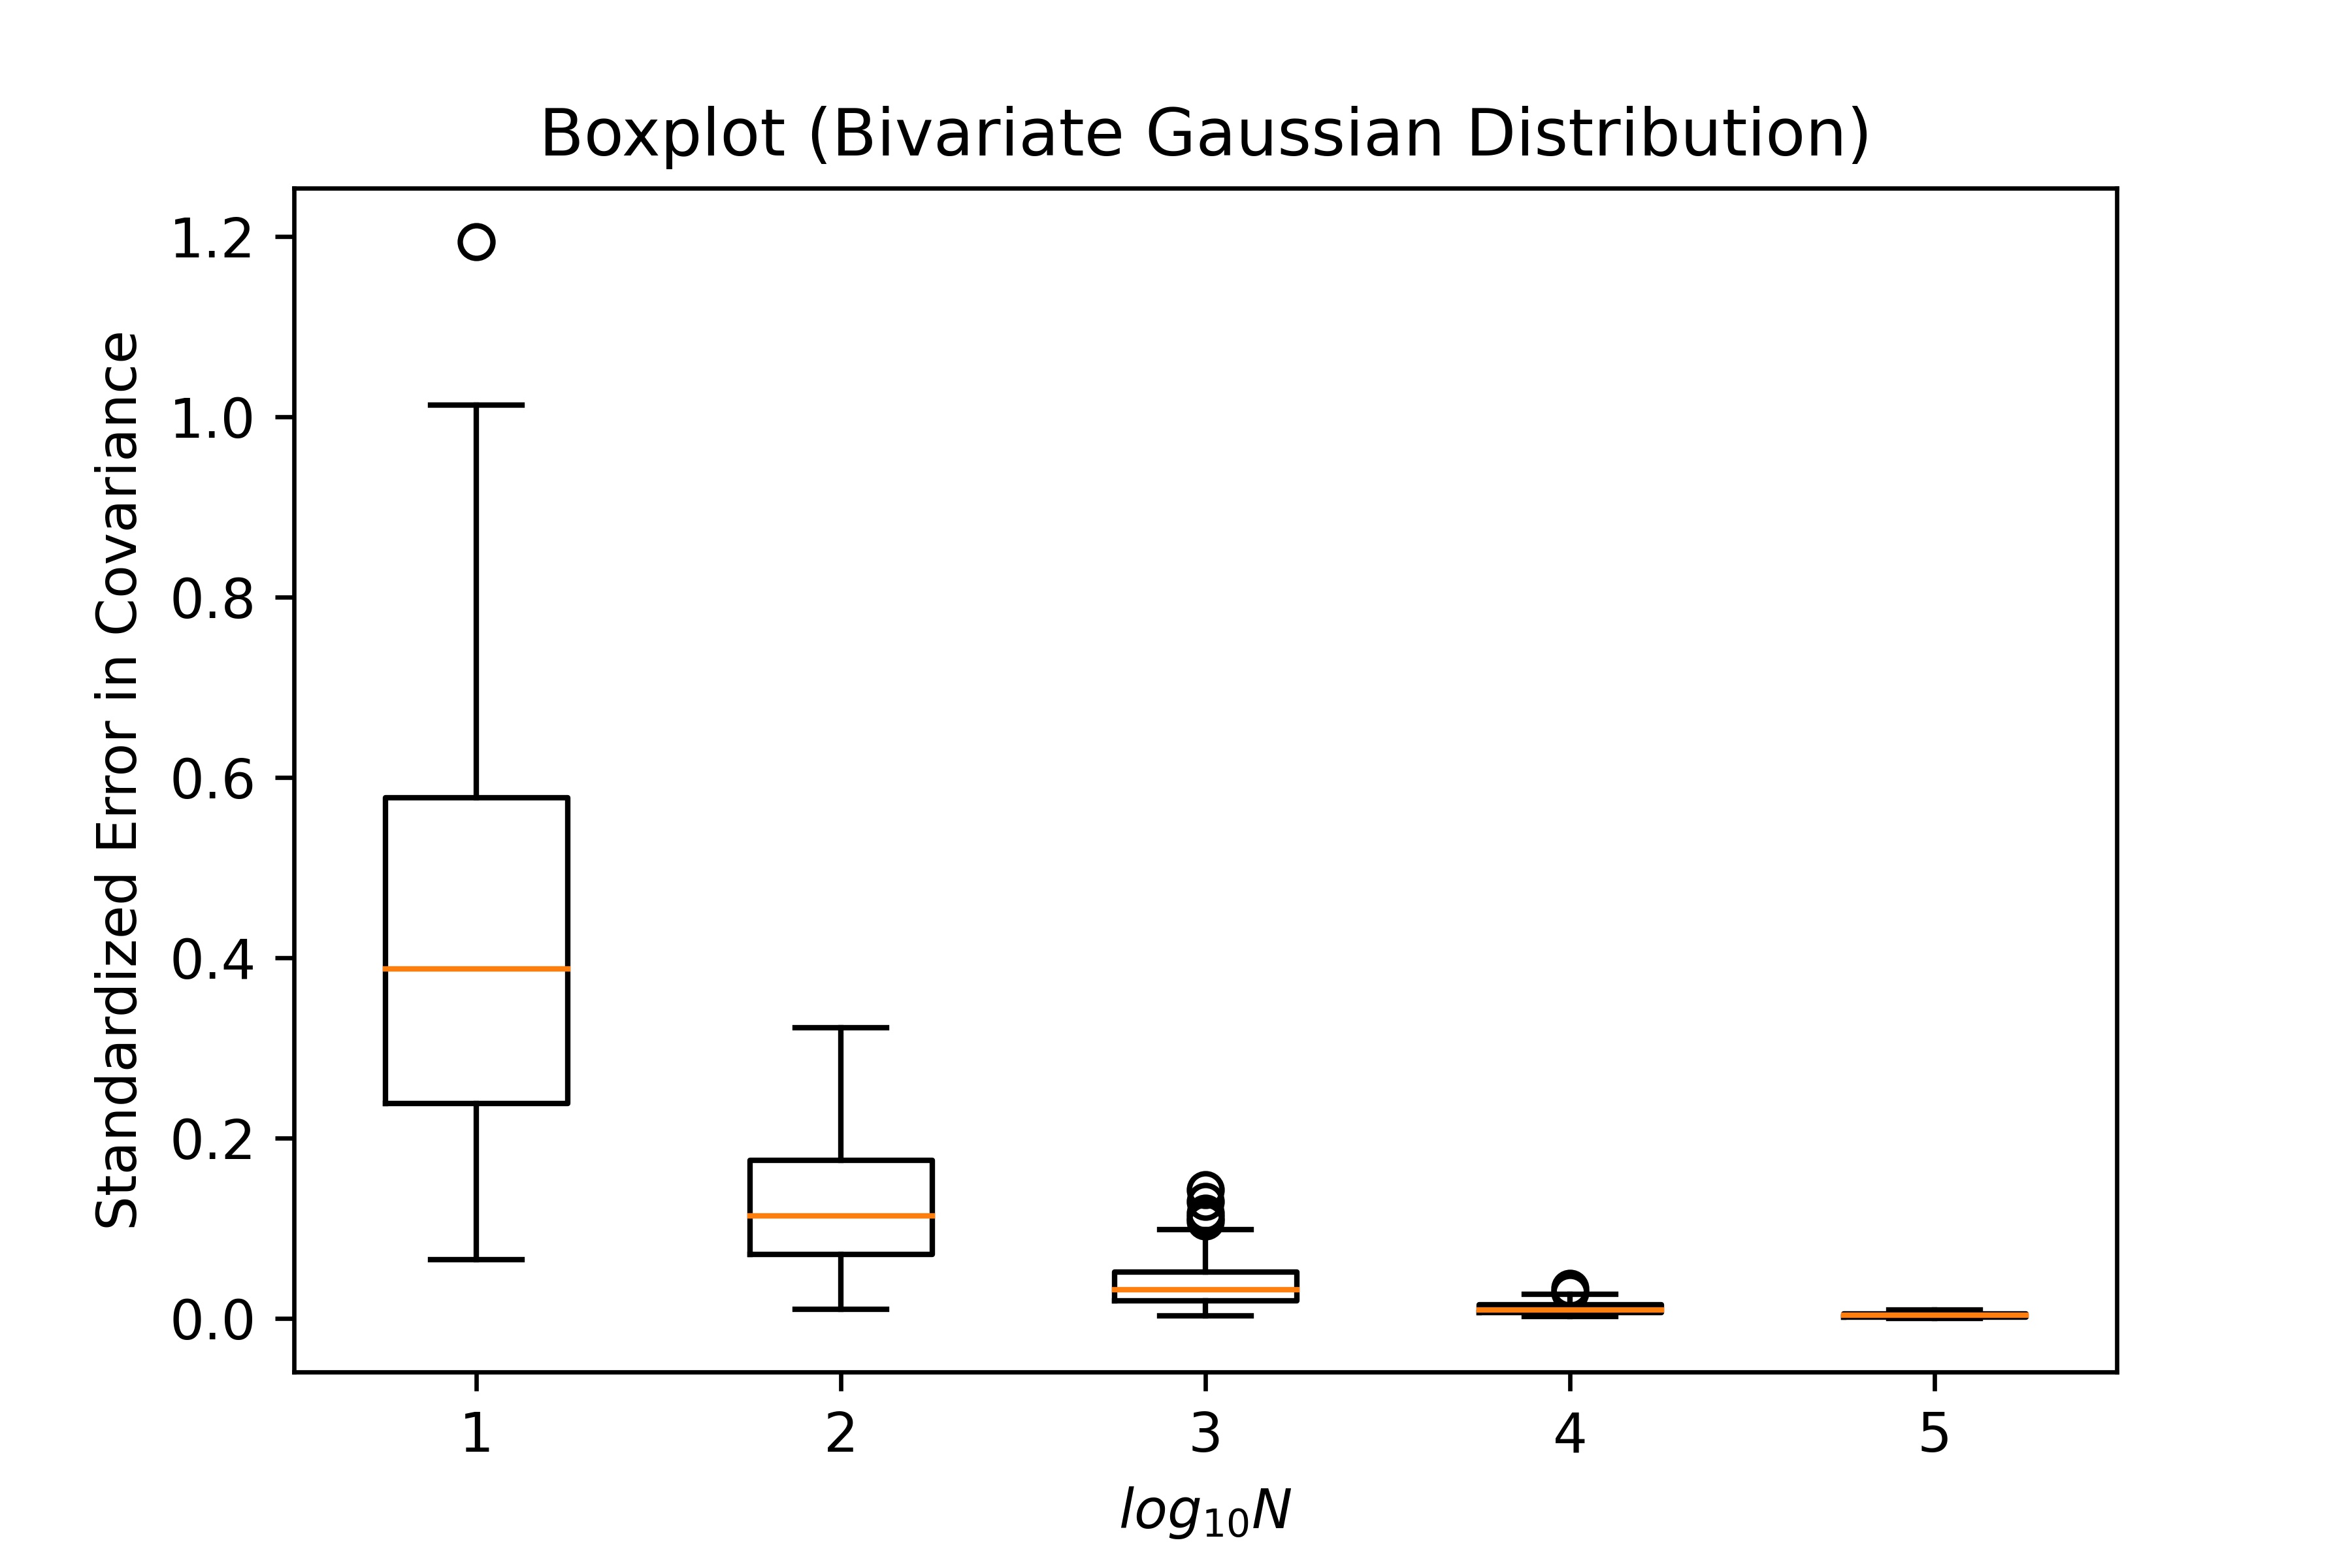 Boxplot (Bivariate Gaussian Distribution)
Standardized Error in Covariance
1.2
1.0
0.8
0.6
0.4
0.2
0.0
1 2 3 4 5
log₁₀N